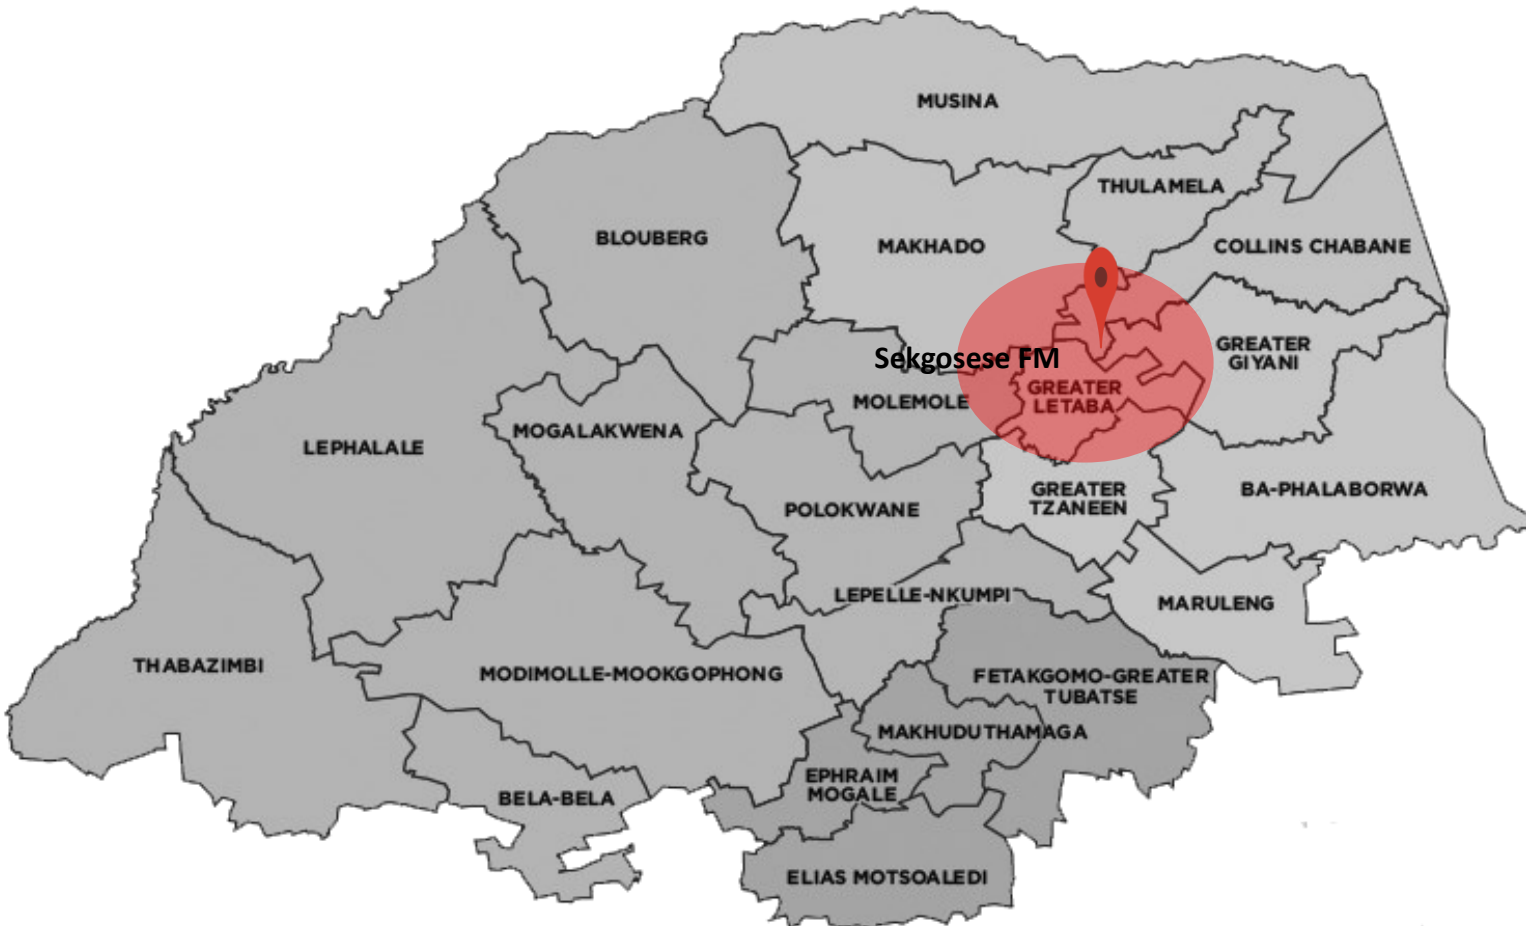 MUSINA
THULAMELA
BLOUBERG
MAKHADO
COLLINS CHABANE
GREATER
GIYANI
Sekgosese FM
GREATER
LETABA
MOLEMOLE
MOGALAKWENA
LEPHALALE
GREATER
TZANEEN
BA-PHALABORWA
POLOKWANE
LEPELLE-NKUMPI
MARULENG
THABAZIMBI
MODIMOLLE-MOOKGOPHONG
FETAKGOMO-GREATER
TUBATSE
MAKHUDUTHAMAGA
EPHRAIM
MOGALE
BELA-BELA
ELIAS MOTSOALEDI